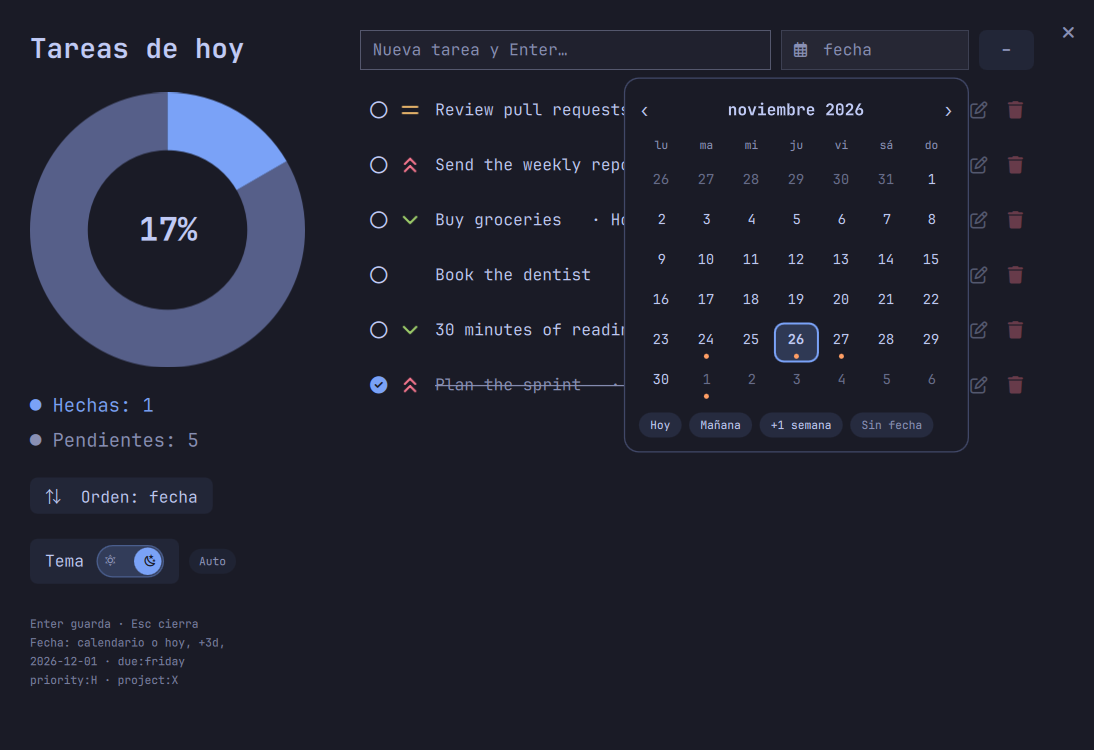 Tareas de hoy
Nueva tarea y Enter…
fecha
–
17%
Hechas: 1
Pendientes: 5
Orden: fecha
Tema
Auto
Enter guarda · Esc cierra
Fecha: calendario o hoy, +3d,
2026-12-01 · due:friday
priority:H · project:X
Review pull requests
Send the weekly repo
Buy groceries · Ho
Book the dentist
30 minutes of readin
Plan the sprint ·
‹ noviembre 2026 ›
lu ma mi ju vi sá do
26 27 28 29 30 31 1
2 3 4 5 6 7 8
9 10 11 12 13 14 15
16 17 18 19 20 21 22
23 24 25 26 27 28 29
30 1 2 3 4 5 6
Hoy Mañana +1 semana Sin fecha